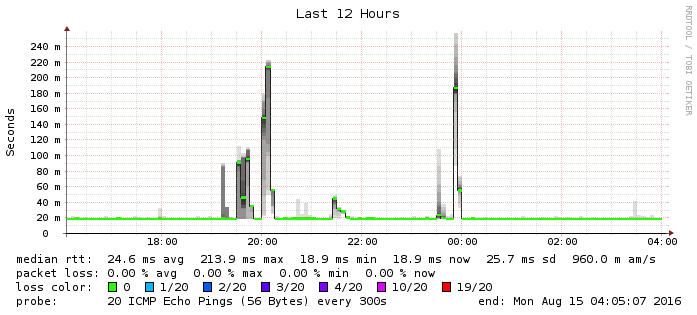 Last 12 Hours
RRDTOOL / TOBI OETIKER
Seconds
240 m
220 m
200 m
180 m
160 m
140 m
120 m
100 m
80 m
60 m
40 m
20 m
0
18:00 20:00 22:00 00:00 02:00 04:00
median rtt: 24.6 ms avg 213.9 ms max 18.9 ms min 18.9 ms now 25.7 ms sd 960.0 m am/s
packet loss: 0.00 % avg 0.00 % max 0.00 % min 0.00 % now
loss color: 0 1/20 2/20 3/20 4/20 10/20 19/20
probe: 20 ICMP Echo Pings (56 Bytes) every 300s end: Mon Aug 15 04:05:07 2016